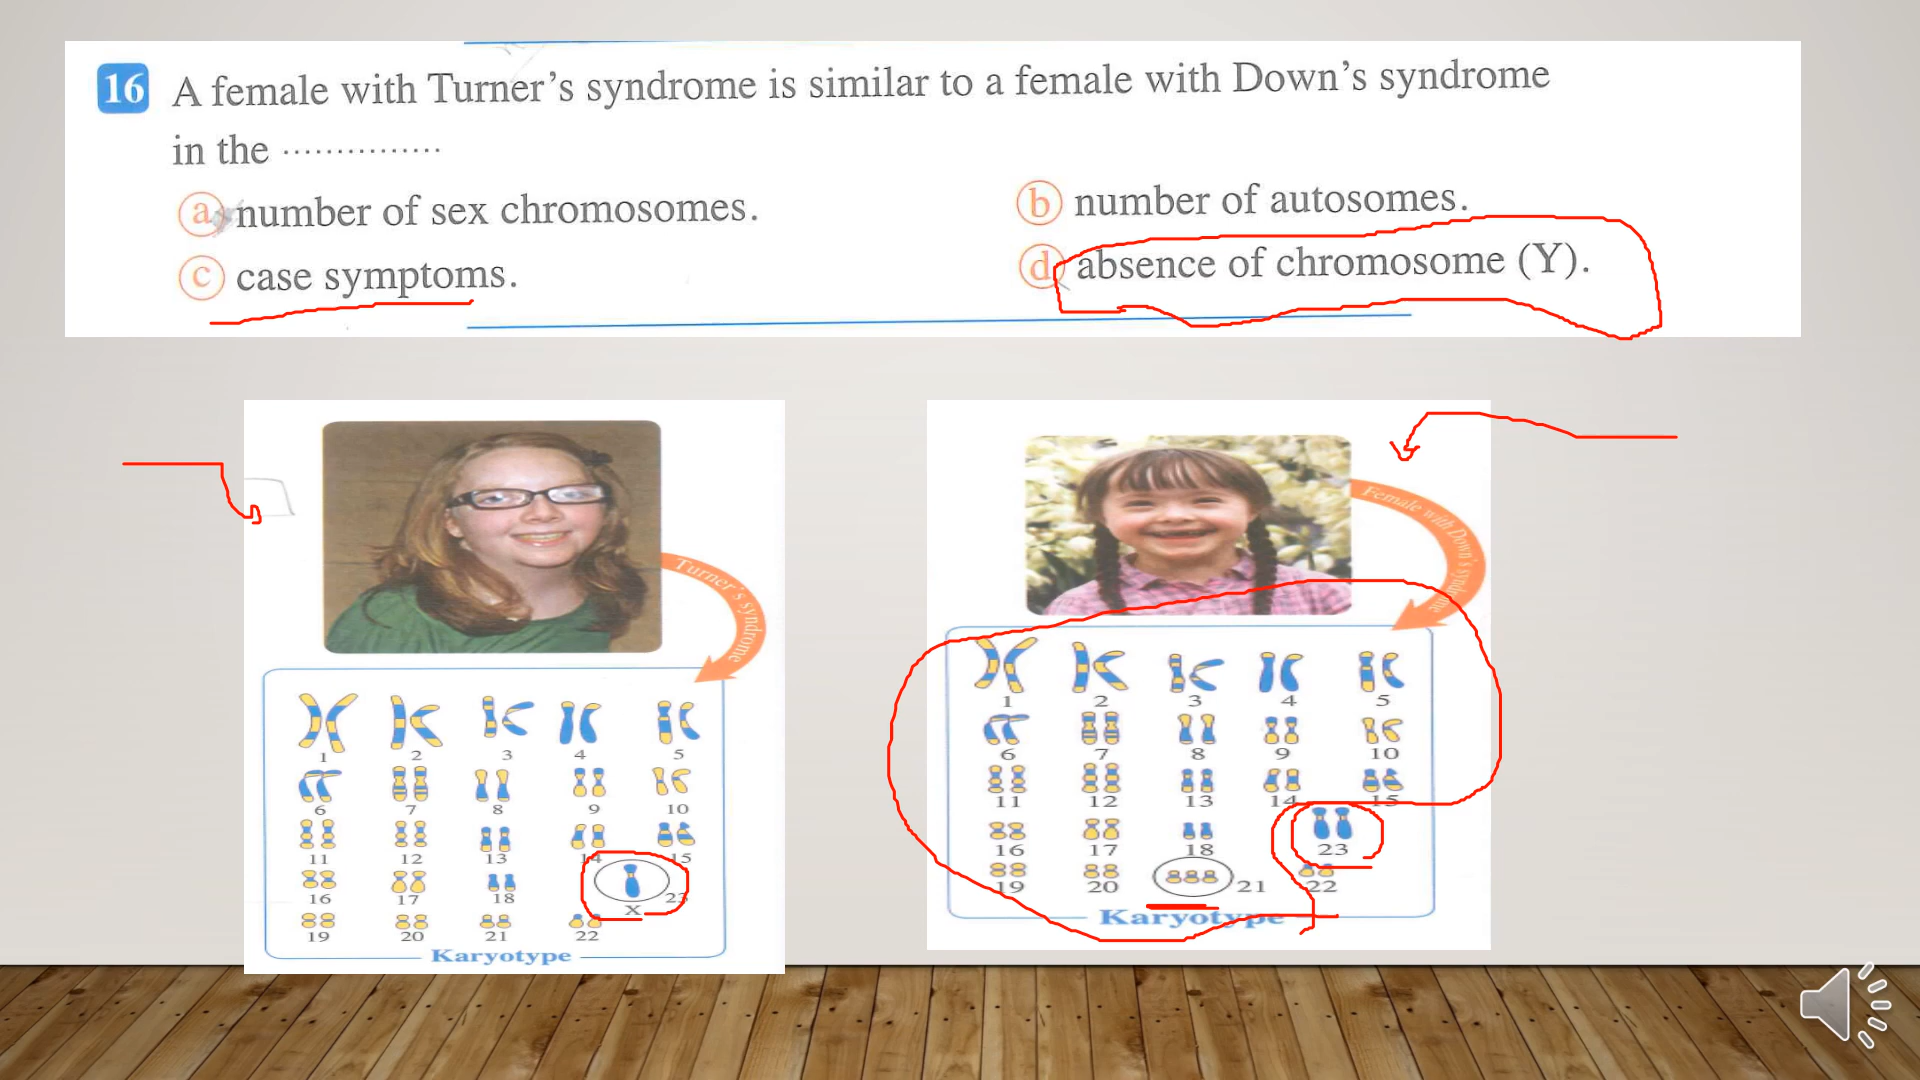 16 A female with Turner's syndrome is similar to a female with Down's syndrome
in the ...............
a number of sex chromosomes. b number of autosomes.
c case symptoms. d absence of chromosome (Y).
Turner's syndrome
1 2 3 4 5
6 7 8 9 10
11 12 13 14 15
16 17 18 X 23
19 20 21 22
Karyotype
Female with Down's syndrome
1 2 3 4 5
6 7 8 9 10
11 12 13 14 15
16 17 18 23
19 20 21 22
Karyotype